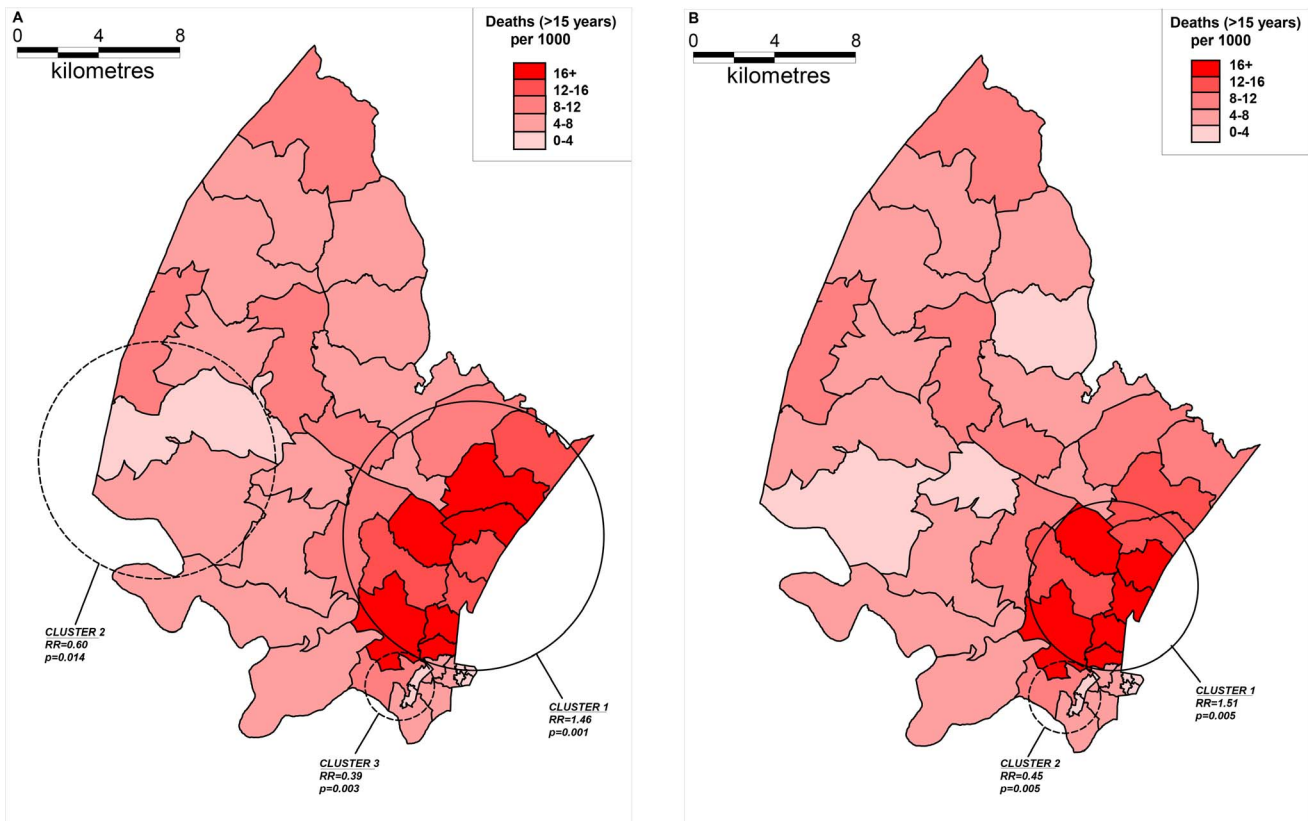 A
0 4 8
kilometres
Deaths (>15 years)
per 1000
16+
12-16
8-12
4-8
0-4
CLUSTER 2
RR=0.60
p=0.014
CLUSTER 3
RR=0.39
p=0.003
CLUSTER 1
RR=1.46
p=0.001
B
0 4 8
kilometres
Deaths (>15 years)
per 1000
16+
12-16
8-12
4-8
0-4
CLUSTER 1
RR=1.51
p=0.005
CLUSTER 2
RR=0.45
p=0.005